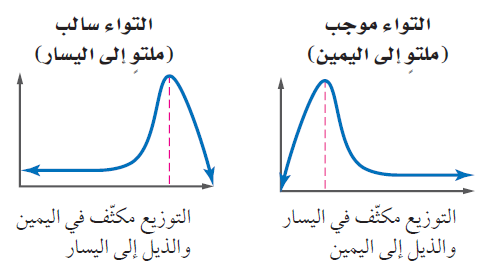 التواء موجب
(ملتوٍ إلى اليمين)
التوزيع مكثّف في اليسار
والذيل إلى اليمين
التواء سالب
(ملتوٍ إلى اليسار)
التوزيع مكثّف في اليمين
والذيل إلى اليسار